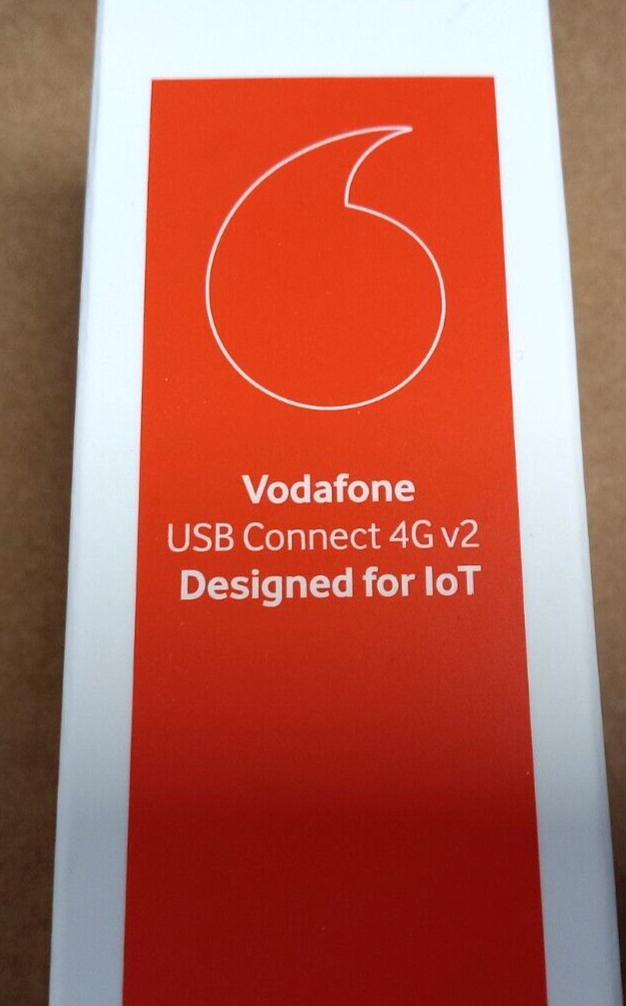 Vodafone
USB Connect 4G v2
Designed for IoT